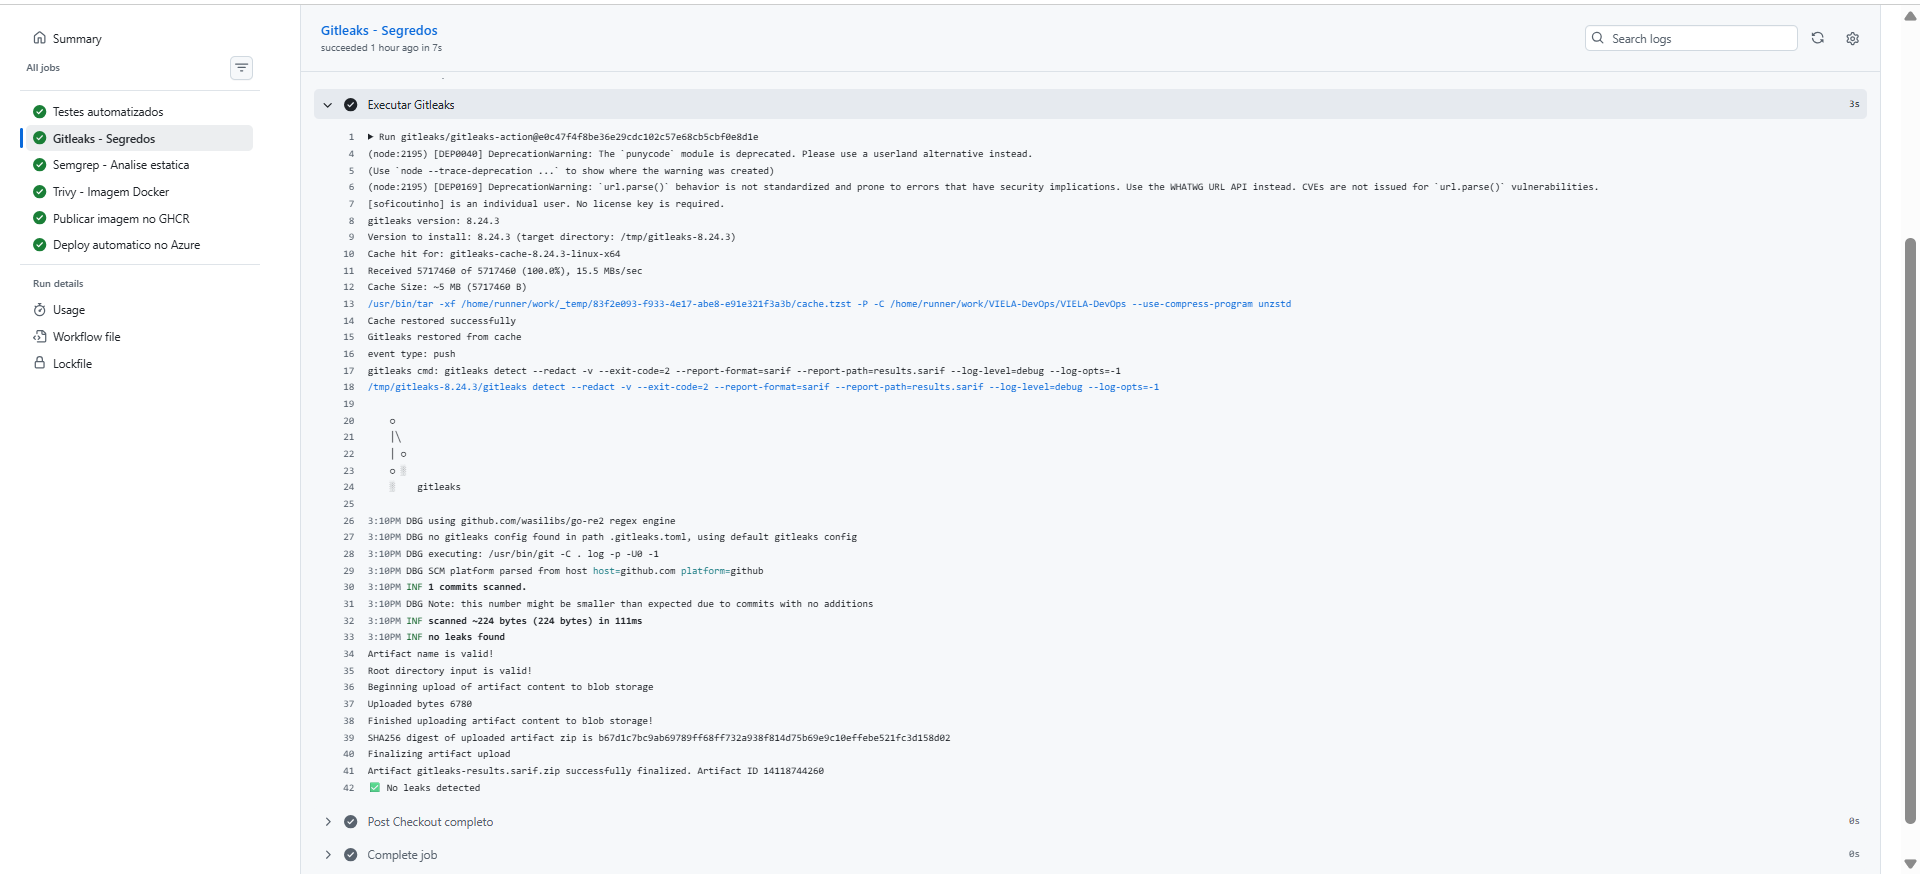 Summary
All jobs
Testes automatizados
Gitleaks - Segredos
Semgrep - Analise estatica
Trivy - Imagem Docker
Publicar imagem no GHCR
Deploy automatico no Azure
Run details
Usage
Workflow file
Lockfile
Gitleaks - Segredos
succeeded 1 hour ago in 7s
Search logs
Executar Gitleaks 3s
1 ▶ Run gitleaks/gitleaks-action@e0c47f4f8be36e29cdc102c57e68cb5cbf0e8d1e
4 (node:2195) [DEP0040] DeprecationWarning: The `punycode` module is deprecated. Please use a userland alternative instead.
5 (Use `node --trace-deprecation ...` to show where the warning was created)
6 (node:2195) [DEP0169] DeprecationWarning: `url.parse()` behavior is not standardized and prone to errors that have security implications. Use the WHATWG URL API instead. CVEs are not issued for `url.parse()` vulnerabilities.
7 [soficoutinho] is an individual user. No license key is required.
8 gitleaks version: 8.24.3
9 Version to install: 8.24.3 (target directory: /tmp/gitleaks-8.24.3)
10 Cache hit for: gitleaks-cache-8.24.3-linux-x64
11 Received 5717460 of 5717460 (100.0%), 15.5 MBs/sec
12 Cache Size: ~5 MB (5717460 B)
13 /usr/bin/tar -xf /home/runner/work/_temp/83f2e093-f933-4e17-abe8-e91e321f3a3b/cache.tzst -P -C /home/runner/work/VIELA-DevOps/VIELA-DevOps --use-compress-program unzstd
14 Cache restored successfully
15 Gitleaks restored from cache
16 event type: push
17 gitleaks cmd: gitleaks detect --redact -v --exit-code=2 --report-format=sarif --report-path=results.sarif --log-level=debug --log-opts=-1
18 /tmp/gitleaks-8.24.3/gitleaks detect --redact -v --exit-code=2 --report-format=sarif --report-path=results.sarif --log-level=debug --log-opts=-1
19
20 ○
21 │╲
22 │ ○
23 ○ ░
24 ░ gitleaks
25
26 3:10PM DBG using github.com/wasilibs/go-re2 regex engine
27 3:10PM DBG no gitleaks config found in path .gitleaks.toml, using default gitleaks config
28 3:10PM DBG executing: /usr/bin/git -C . log -p -U0 -1
29 3:10PM DBG SCM platform parsed from host host=github.com platform=github
30 3:10PM INF 1 commits scanned.
31 3:10PM DBG Note: this number might be smaller than expected due to commits with no additions
32 3:10PM INF scanned ~224 bytes (224 bytes) in 111ms
33 3:10PM INF no leaks found
34 Artifact name is valid!
35 Root directory input is valid!
36 Beginning upload of artifact content to blob storage
37 Uploaded bytes 6780
38 Finished uploading artifact content to blob storage!
39 SHA256 digest of uploaded artifact zip is b67d1c7bc9ab69789ff68ff732a938f814d75b69e9c10effebe521fc3d158d02
40 Finalizing artifact upload
41 Artifact gitleaks-results.sarif.zip successfully finalized. Artifact ID 14118744260
42 ✅ No leaks detected
Post Checkout completo 0s
Complete job 0s